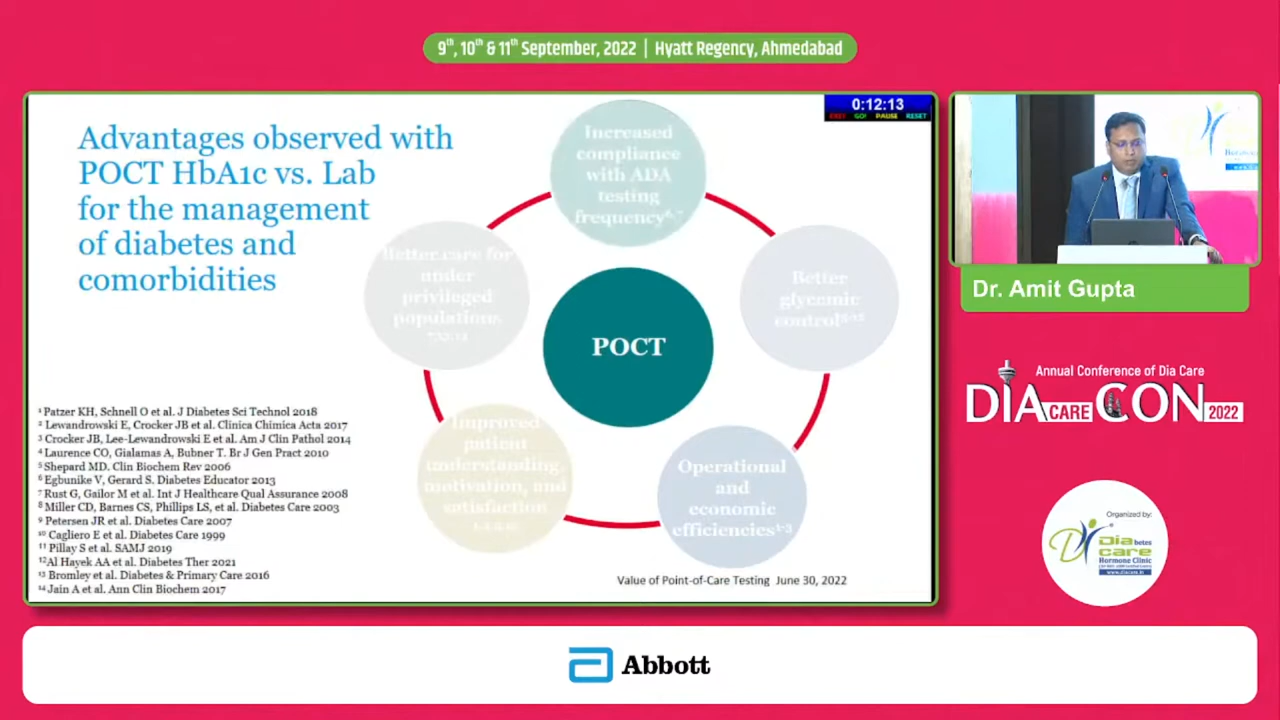 9th, 10th & 11th September, 2022 | Hyatt Regency, Ahmedabad
0:12:13
GO! PAUSE RESET
Advantages observed with
POCT HbA1c vs. Lab
for the management
of diabetes and
comorbidities
Increased
compliance
with ADA
testing
frequency6,7
Better
glycemic
control
Operational
and
economic
efficiencies1-3
Improved
patient
understanding,
motivation, and
satisfaction
Better care for
under
privileged
populations
POCT
1 Patzer KH, Schnell O et al. J Diabetes Sci Technol 2018
2 Lewandrowski E, Crocker JB et al. Clinica Chimica Acta 2017
3 Crocker JB, Lee-Lewandrowski E et al. Am J Clin Pathol 2014
4 Laurence CO, Gialamas A, Bubner T. Br J Gen Pract 2010
5 Shepard MD. Clin Biochem Rev 2006
6 Egbunike V, Gerard S. Diabetes Educator 2013
7 Rust G, Gailor M et al. Int J Healthcare Qual Assurance 2008
8 Miller CD, Barnes CS, Phillips LS, et al. Diabetes Care 2003
9 Petersen JR et al. Diabetes Care 2007
10 Cagliero E et al. Diabetes Care 1999
11 Pillay S et al. SAMJ 2019
12 Al Hayek AA et al. Diabetes Ther 2021
13 Bromley et al. Diabetes & Primary Care 2016
14 Jain A et al. Ann Clin Biochem 2017
Value of Point-of-Care Testing June 30, 2022
Dr. Amit Gupta
Annual Conference of Dia Care
DIA CARE CON 2022
Organized by:
Diabetes
care
Hormone Clinic
Abbott